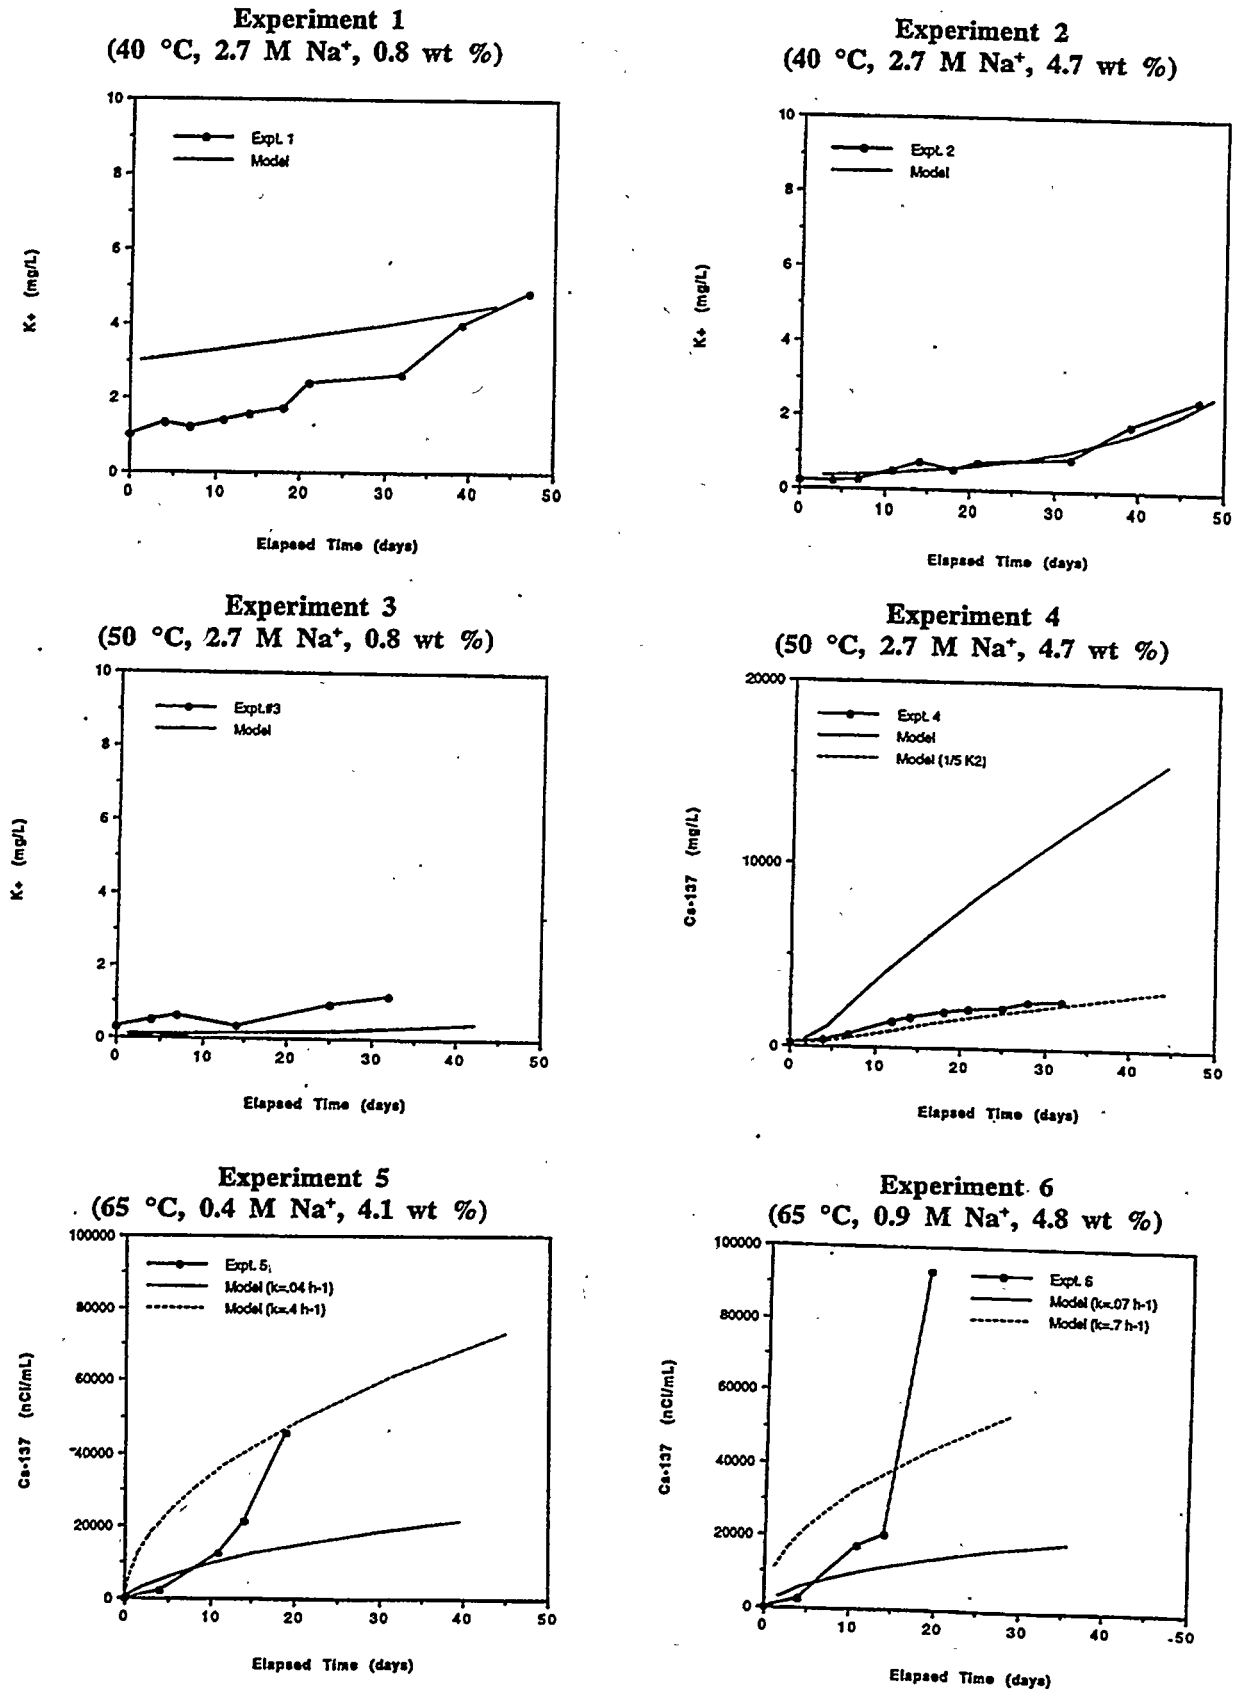 Experiment 1
(40 °C, 2.7 M Na⁺, 0.8 wt %)
10
8
6
4
2
0
K+ (mg/L)
Expt. 1
Model
0 10 20 30 40 50
Elapsed Time (days)
Experiment 2
(40 °C, 2.7 M Na⁺, 4.7 wt %)
10
8
6
4
2
0
K+ (mg/L)
Expt. 2
Model
0 10 20 30 40 50
Elapsed Time (days)
Experiment 3
(50 °C, 2.7 M Na⁺, 0.8 wt %)
10
8
6
4
2
0
K+ (mg/L)
Expt.#3
Model
0 10 20 30 40 50
Elapsed Time (days)
Experiment 4
(50 °C, 2.7 M Na⁺, 4.7 wt %)
20000
10000
0
Cs-137 (mg/L)
Expt. 4
Model
Model (1/5 K2)
0 10 20 30 40 50
Elapsed Time (days)
Experiment 5
(65 °C, 0.4 M Na⁺, 4.1 wt %)
100000
80000
60000
40000
20000
0
Cs-137 (nCi/mL)
Expt. 5
Model (k=.04 h-1)
Model (k=.4 h-1)
0 10 20 30 40 50
Elapsed Time (days)
Experiment 6
(65 °C, 0.9 M Na⁺, 4.8 wt %)
100000
80000
60000
40000
20000
0
Cs-137 (nCi/mL)
Expt. 6
Model (k=.07 h-1)
Model (k=.7 h-1)
0 10 20 30 40 50
Elapsed Time (days)